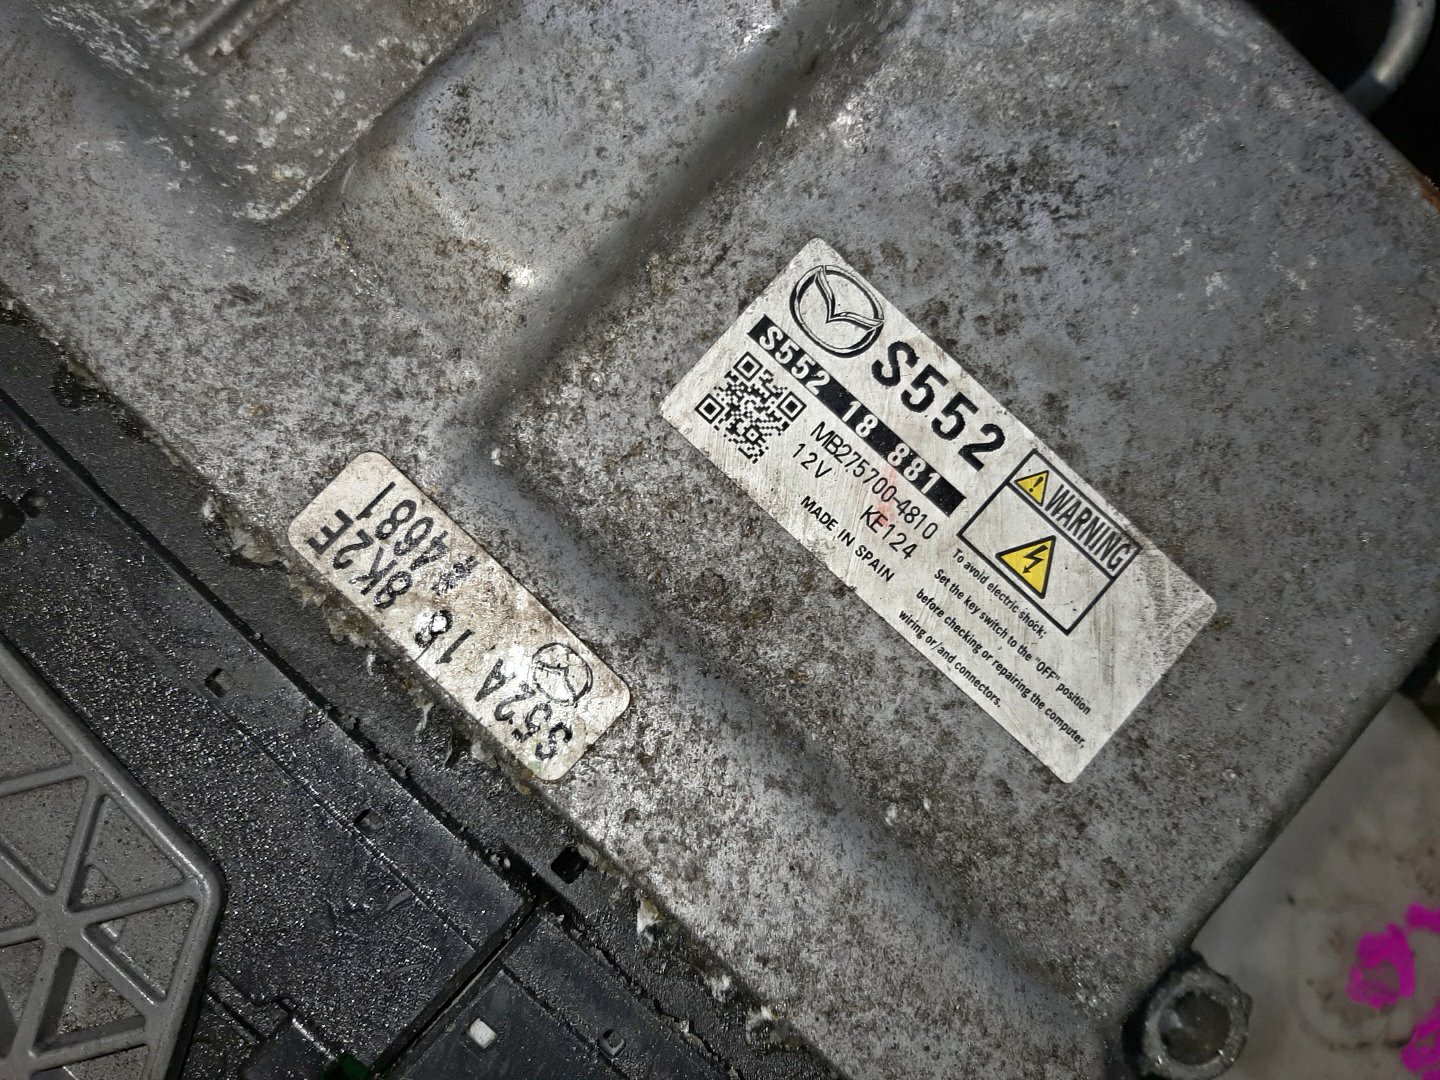 S552
S552 18 881
MB275700-4810
12V KE124
MADE IN SPAIN
WARNING
To avoid electric shock:
Set the key switch to the "OFF" position
before checking or repairing the computer,
wiring or/and connectors.
S52A 18 8K2E